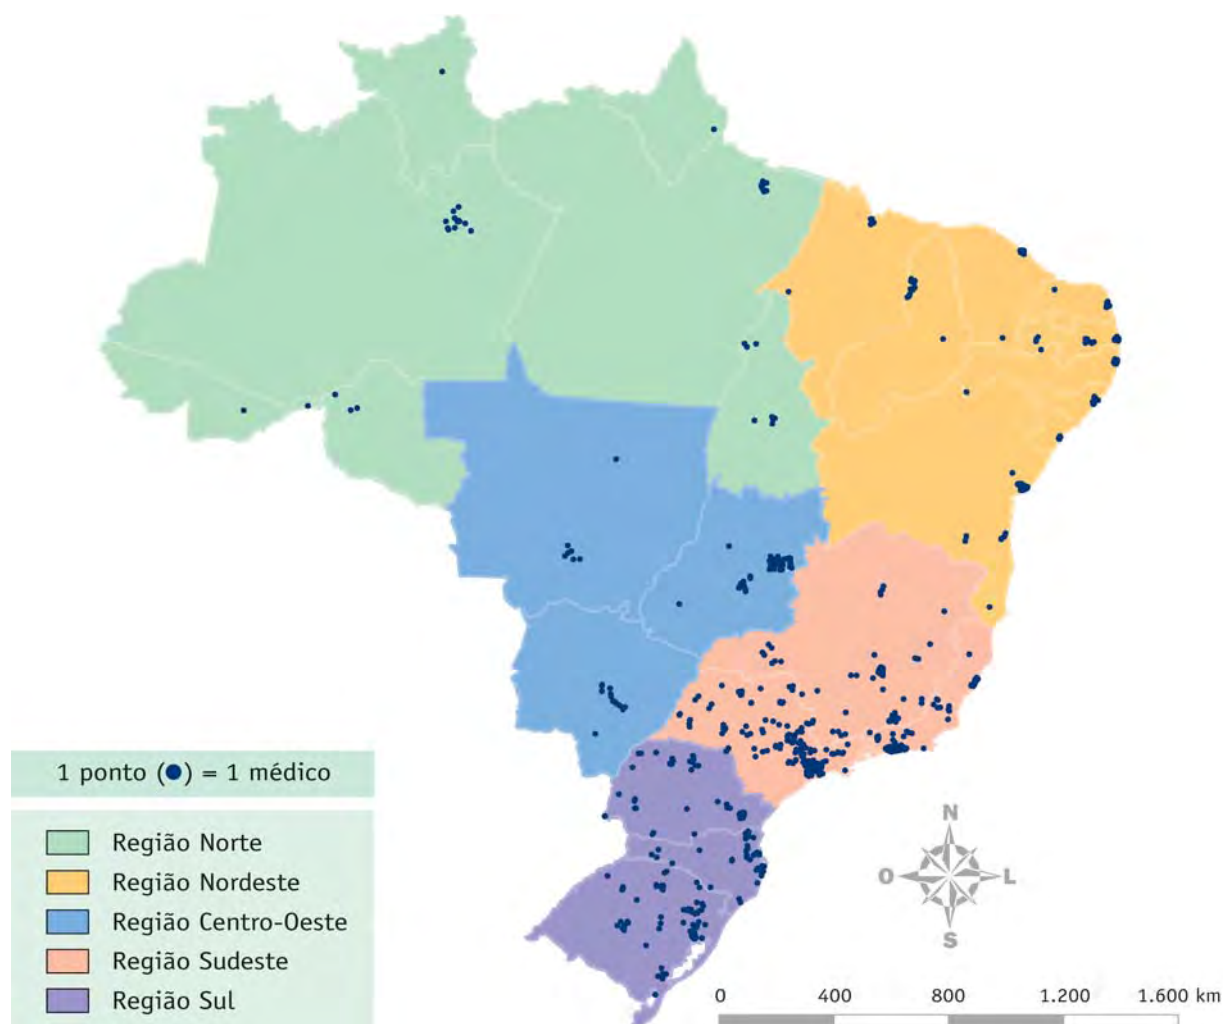 1 ponto (●) = 1 médico
Região Norte
Região Nordeste
Região Centro-Oeste
Região Sudeste
Região Sul
N
O L
S
0 400 800 1.200 1.600 km